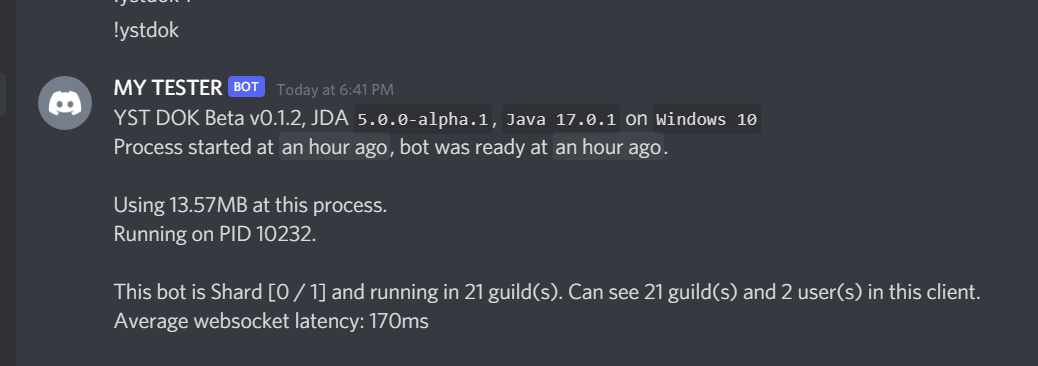 !ystdok
MY TESTER BOT Today at 6:41 PM
YST DOK Beta v0.1.2, JDA 5.0.0-alpha.1, Java 17.0.1 on Windows 10
Process started at an hour ago, bot was ready at an hour ago.
Using 13.57MB at this process.
Running on PID 10232.
This bot is Shard [0 / 1] and running in 21 guild(s). Can see 21 guild(s) and 2 user(s) in this client.
Average websocket latency: 170ms